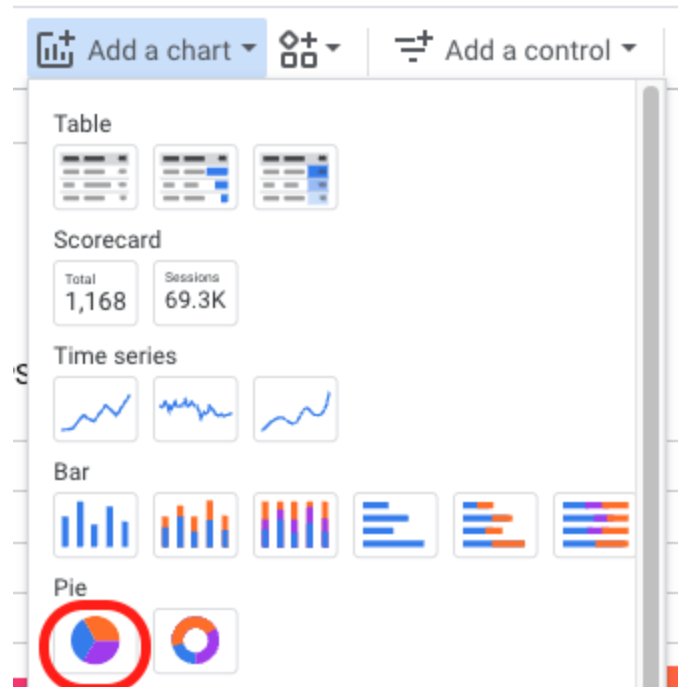 Add a chart
Add a control
Table
Scorecard
Total
1,168
Sessions
69.3K
Time series
Bar
Pie